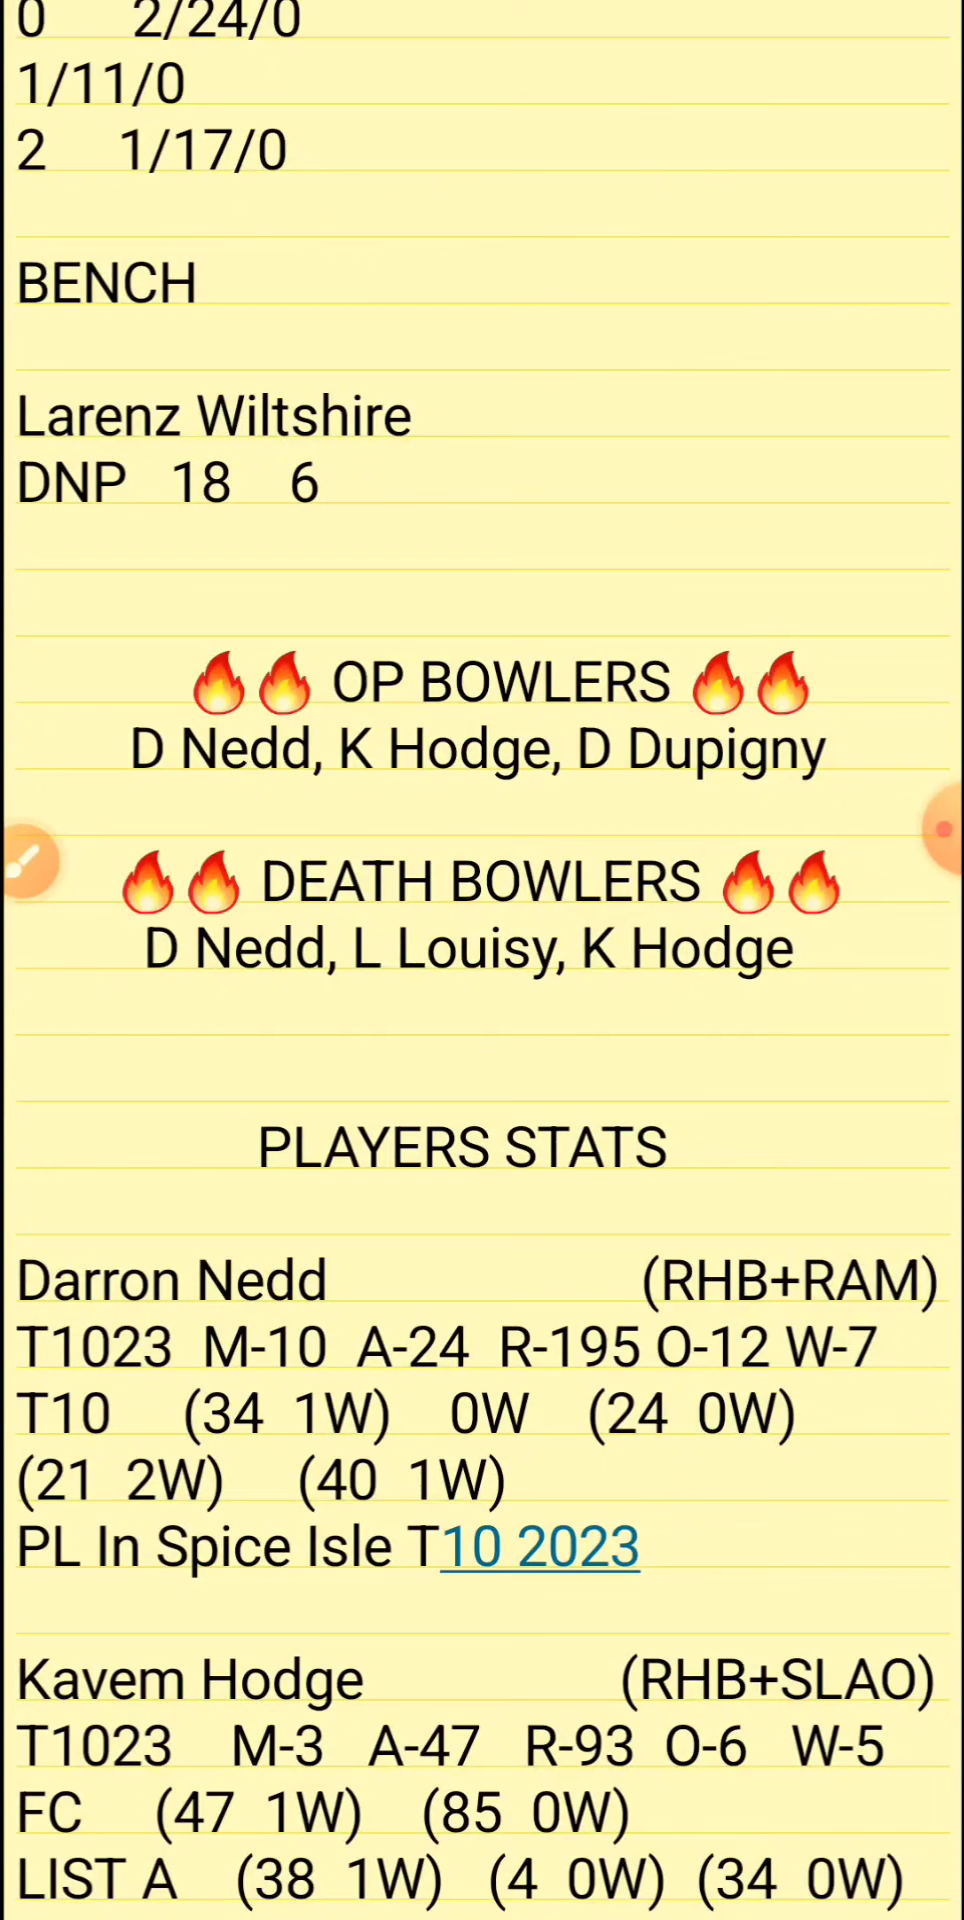 0 2/24/0
1/11/0
2 1/17/0
BENCH
Larenz Wiltshire
DNP 18 6
🔥🔥 OP BOWLERS 🔥🔥
D Nedd, K Hodge, D Dupigny
🔥🔥 DEATH BOWLERS 🔥🔥
D Nedd, L Louisy, K Hodge
PLAYERS STATS
Darron Nedd (RHB+RAM)
T1023 M-10 A-24 R-195 O-12 W-7
T10 (34 1W) 0W (24 0W)
(21 2W) (40 1W)
PL In Spice Isle T10 2023
Kavem Hodge (RHB+SLAO)
T1023 M-3 A-47 R-93 O-6 W-5
FC (47 1W) (85 0W)
LIST A (38 1W) (4 0W) (34 0W)